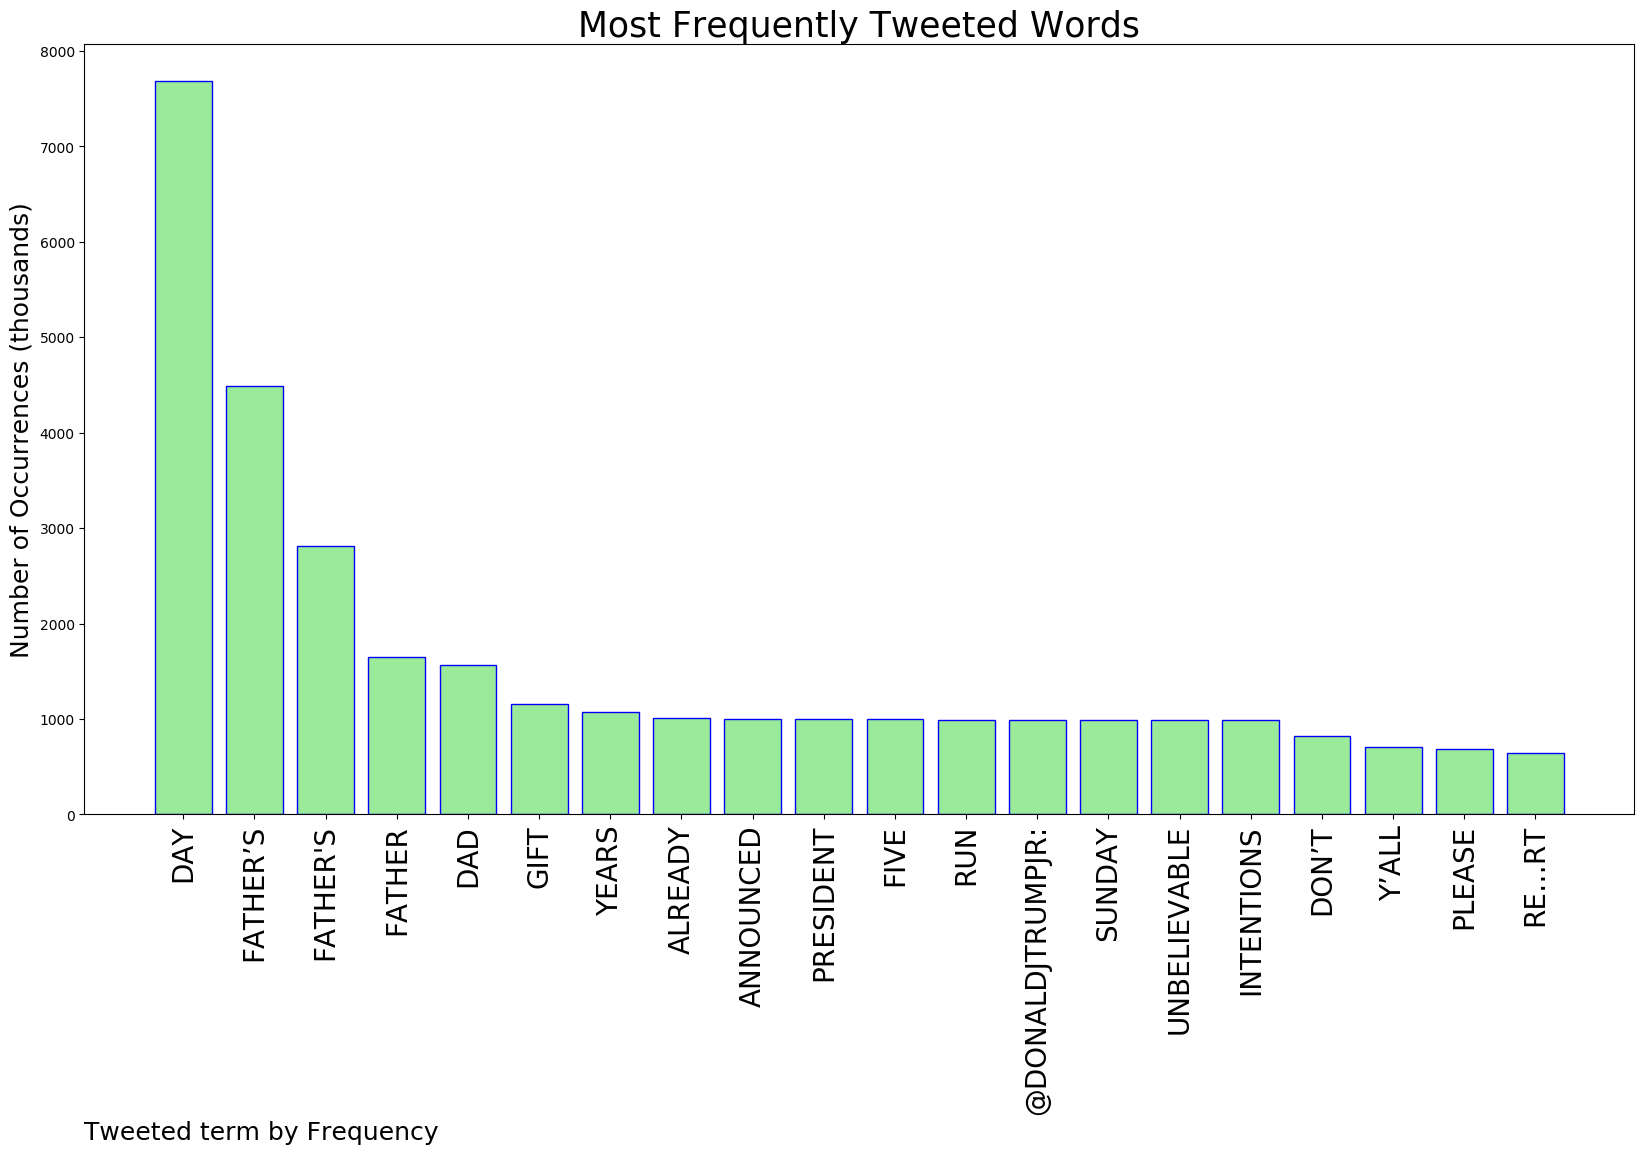 Most Frequently Tweeted Words
Number of Occurrences (thousands)
8000
7000
6000
5000
4000
3000
2000
1000
0
DAY
FATHER’S
FATHER'S
FATHER
DAD
GIFT
YEARS
ALREADY
ANNOUNCED
PRESIDENT
FIVE
RUN
@DONALDJTRUMPJR:
SUNDAY
UNBELIEVABLE
INTENTIONS
DON’T
Y’ALL
PLEASE
RE…RT
Tweeted term by Frequency